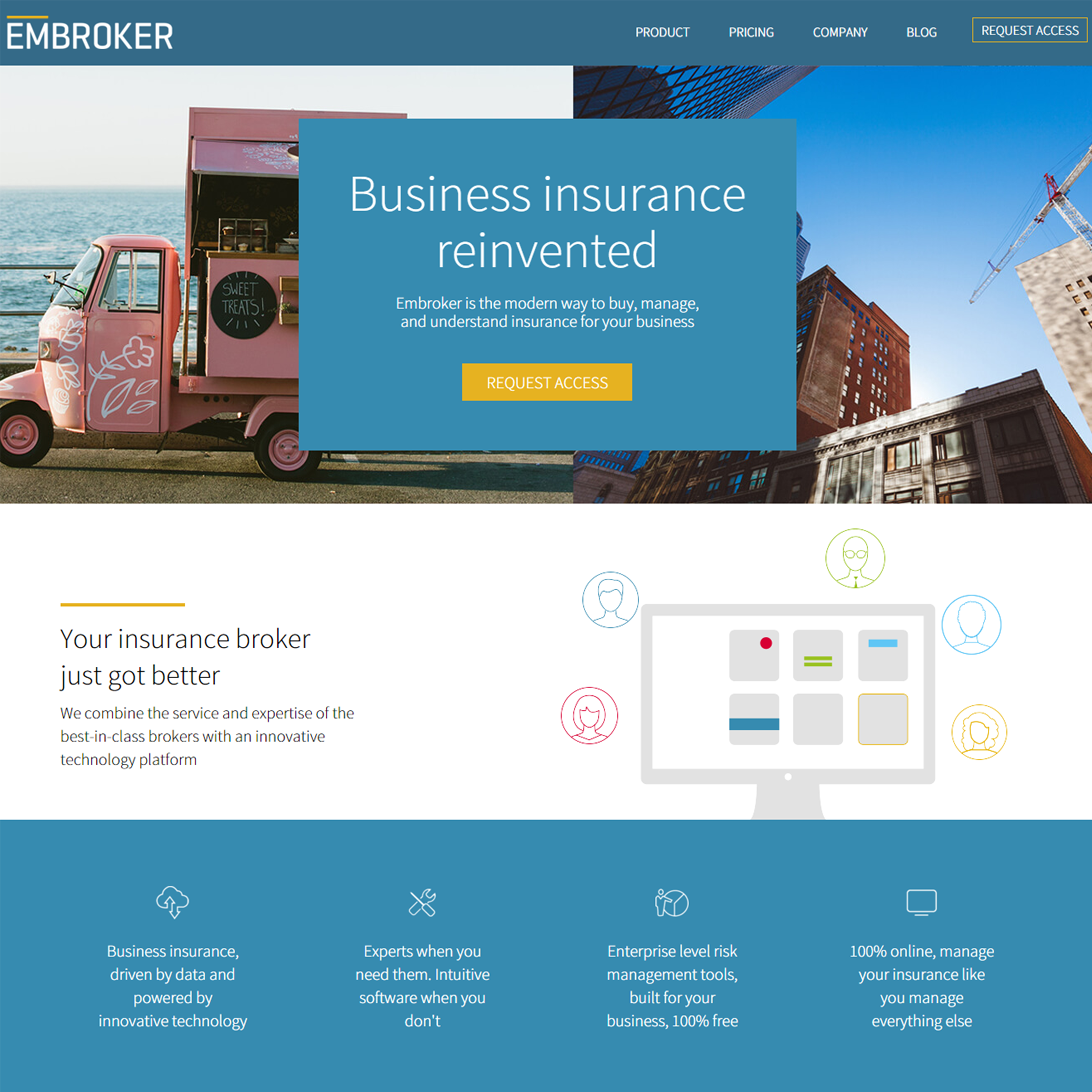 EMBROKER
PRODUCT
PRICING
COMPANY
BLOG
REQUEST ACCESS
SWEET
TREATS!
Business insurance
reinvented
Embroker is the modern way to buy, manage,
and understand insurance for your business
REQUEST ACCESS
Your insurance broker
just got better
We combine the service and expertise of the
best-in-class brokers with an innovative
technology platform
Business insurance,
driven by data and
powered by
innovative technology
Experts when you
need them. Intuitive
software when you
don't
Enterprise level risk
management tools,
built for your
business, 100% free
100% online, manage
your insurance like
you manage
everything else